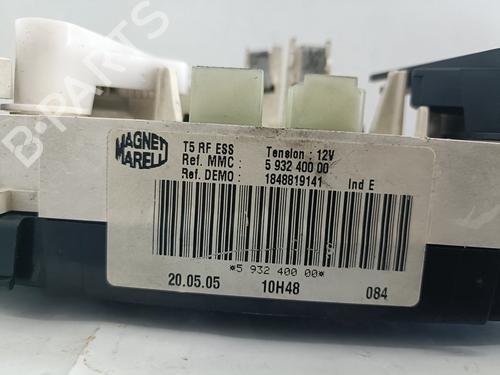 B-PARTS
MAGNETI MARELLI
T5 RF ESS Tension : 12V
Ref. MMC : 5 932 400 00
Ref. DEMO : 1848819141 Ind E
*5 932 400 00*
20.05.05 10H48 084